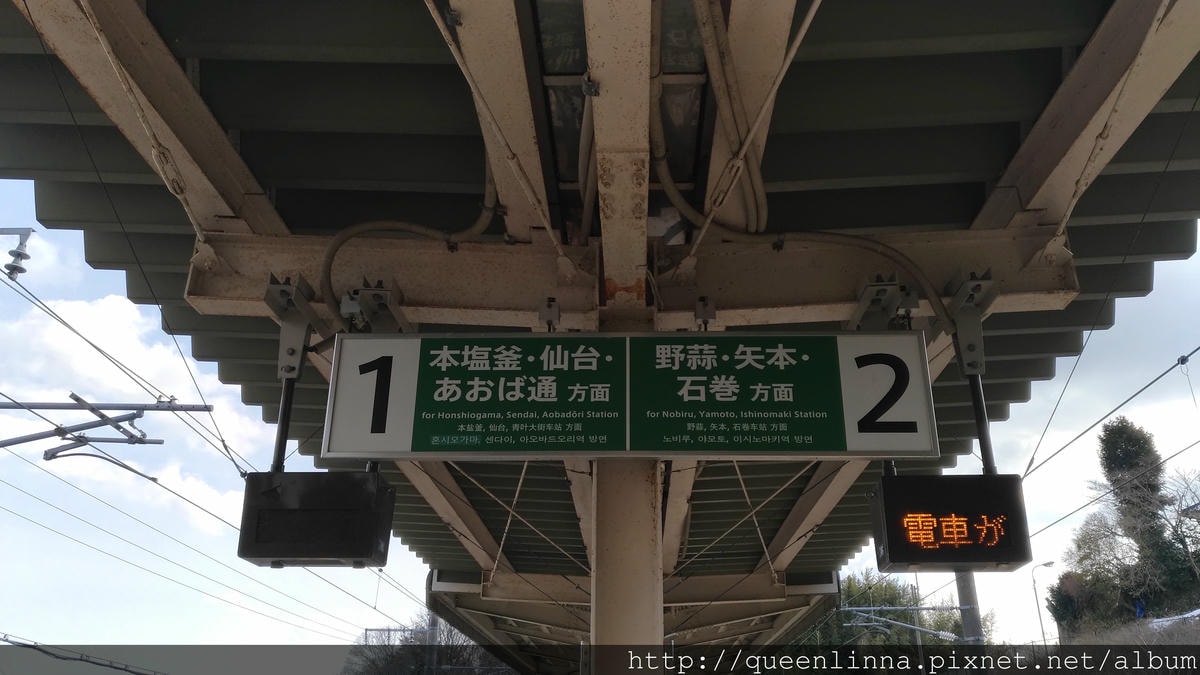 1
本塩釜・仙台・
あおば通 方面
for Honshiogama, Sendai, Aobadōri Station
本盐釜, 仙台, 青叶大街车站 方面
혼시오가마, 센다이, 아오바드오리역 방면
野蒜・矢本・
石巻 方面
for Nobiru, Yamoto, Ishinomaki Station
野蒜, 矢本, 石卷车站 方面
노비루, 야모토, 이시노마키역 방면
2
電車が
http://queenlinna.pixnet.net/album